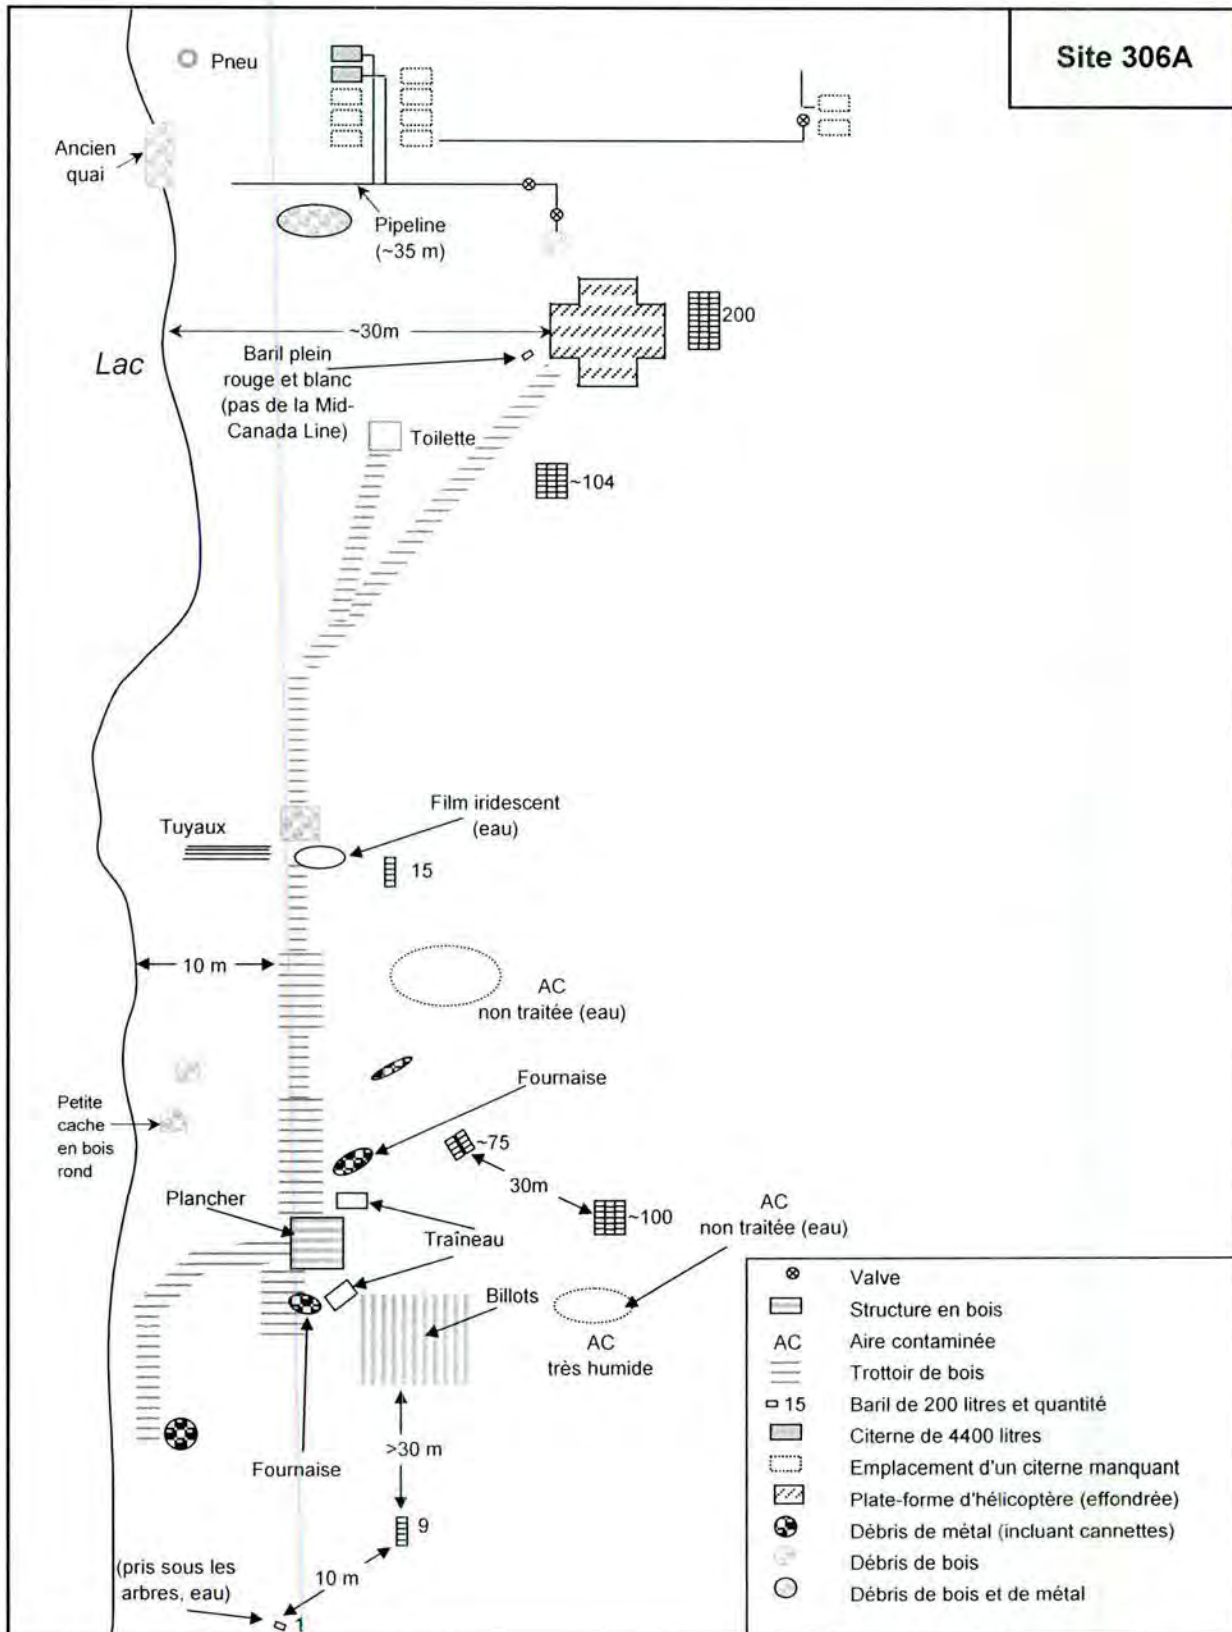 Site 306A
Pneu
Ancien
quai
Pipeline
(~35 m)
200
~30m
Lac
Baril plein
rouge et blanc
(pas de la Mid-
Canada Line)
Toilette
~104
Film iridescent
(eau)
Tuyaux
15
10 m
AC
non traitée (eau)
Fournaise
Petite
cache
en bois
rond
~75
30m
~100
AC
non traitée (eau)
Plancher
Traîneau
Billots
AC
très humide
>30 m
Fournaise
9
10 m
(pris sous les
arbres, eau)
1
Valve
Structure en bois
AC Aire contaminée
Trottoir de bois
15 Baril de 200 litres et quantité
Citerne de 4400 litres
Emplacement d'un citerne manquant
Plate-forme d'hélicoptère (effondrée)
Débris de métal (incluant cannettes)
Débris de bois
Débris de bois et de métal